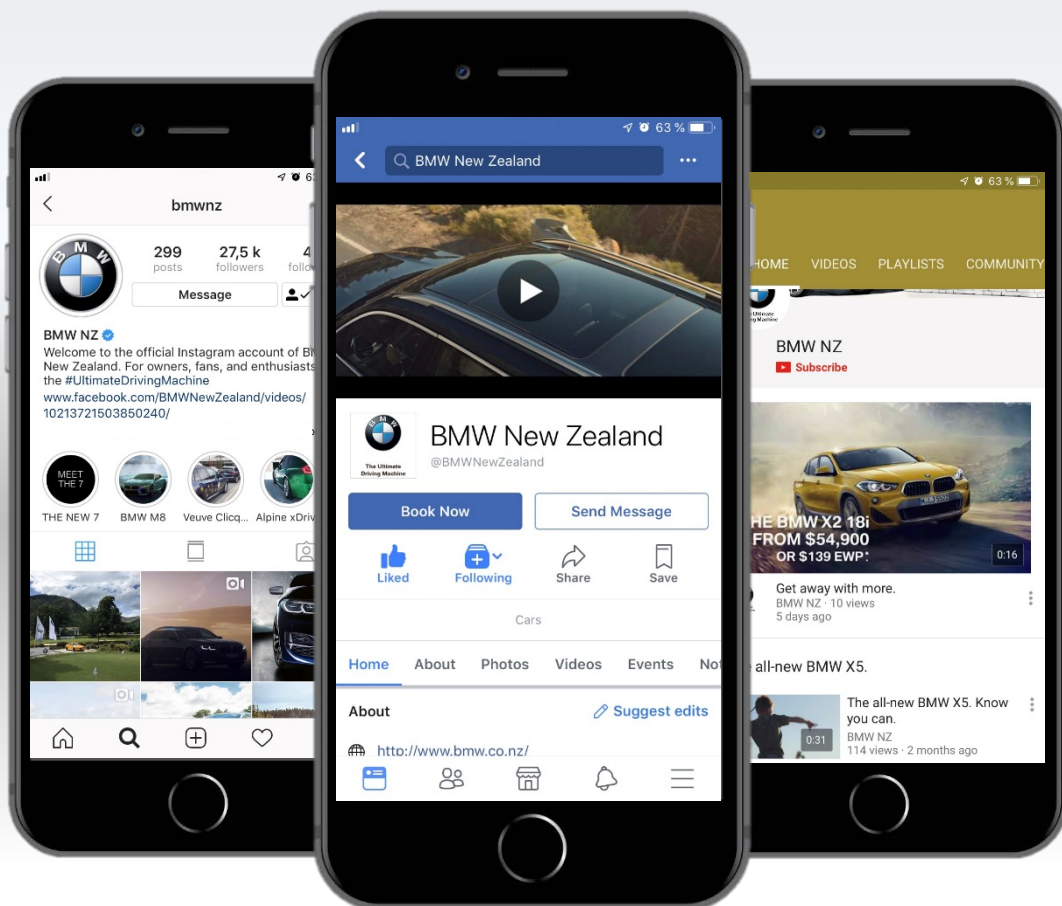 63 %
BMW New Zealand
BMW New Zealand
@BMWNewZealand
BMW
The Ultimate
Driving Machine
Book Now
Send Message
Liked
Following
Share
Save
Cars
Home About Photos Videos Events
About
Suggest edits
http://www.bmw.co.nz/
bmwnz
BMW
299
posts
27,5 k
followers
Message
BMW NZ
Welcome to the official Instagram account of
New Zealand. For owners, fans, and enthusiasts
the #UltimateDrivingMachine
www.facebook.com/BMWNewZealand/videos/
10213721503850240/
MEET
THE 7
THE NEW 7
BMW M8
Veuve Clicq...
Alpine xDriv
63 %
HOME VIDEOS PLAYLISTS COMMUNITY
BMW NZ
Subscribe
HE BMW X2 18i
FROM $54,900
OR $139 EWP.
0:16
Get away with more.
BMW NZ · 10 views
5 days ago
all-new BMW X5.
The all-new BMW X5. Know
you can.
0:31
BMW NZ
114 views · 2 months ago